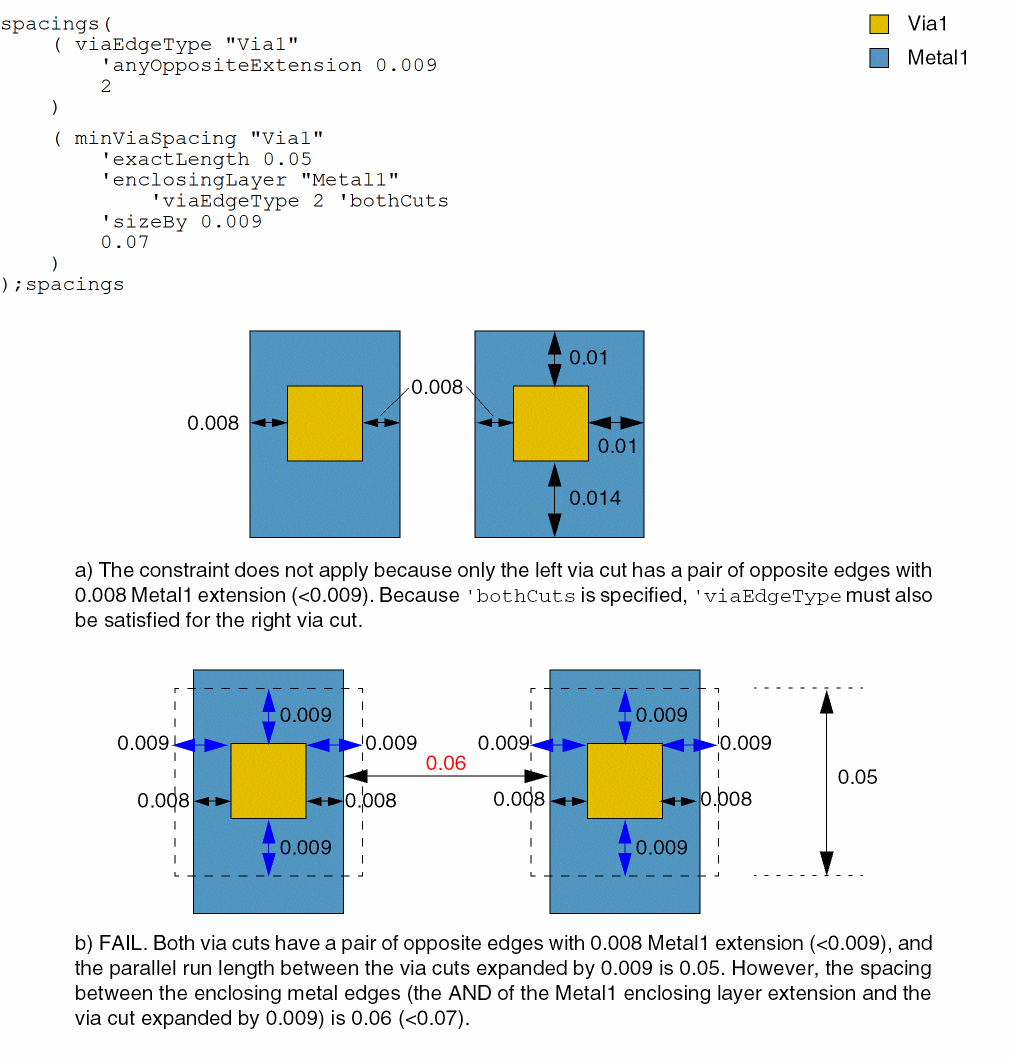 spacings(
( viaEdgeType "Via1"
'anyOppositeExtension 0.009
2
)
( minViaSpacing "Via1"
'exactLength 0.05
'enclosingLayer "Metal1"
'viaEdgeType 2 'bothCuts
'sizeBy 0.009
0.07
)
);spacings
Via1
Metal1
0.01
0.008
0.008
0.01
0.014
a) The constraint does not apply because only the left via cut has a pair of opposite edges with
0.008 Metal1 extension (<0.009). Because 'bothCuts is specified, 'viaEdgeType must also
be satisfied for the right via cut.
0.009
0.009
0.009
0.009
0.009
0.009
0.06
0.05
0.008
0.008
0.008
0.008
0.009
0.009
b) FAIL. Both via cuts have a pair of opposite edges with 0.008 Metal1 extension (<0.009), and
the parallel run length between the via cuts expanded by 0.009 is 0.05. However, the spacing
between the enclosing metal edges (the AND of the Metal1 enclosing layer extension and the
via cut expanded by 0.009) is 0.06 (<0.07).